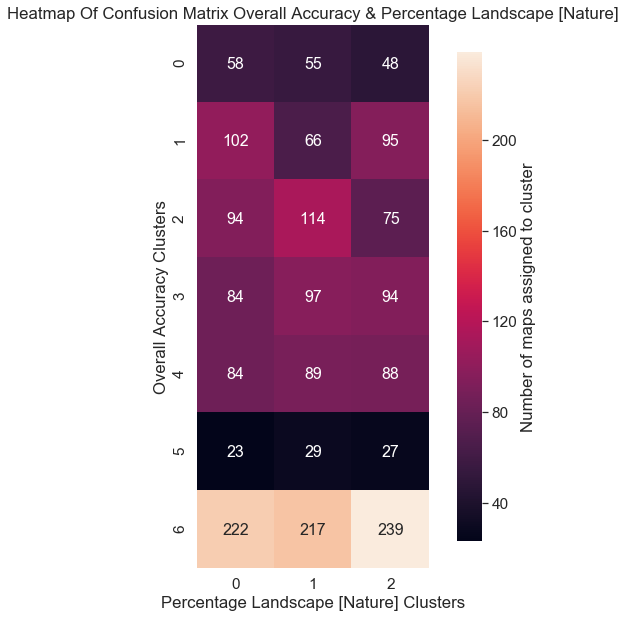 Heatmap Of Confusion Matrix Overall Accuracy & Percentage Landscape [Nature]
0 58 55 48
1 102 66 95
2 94 114 75
3 84 97 94
4 84 89 88
5 23 29 27
6 222 217 239
0 1 2
Percentage Landscape [Nature] Clusters
Overall Accuracy Clusters
200
160
120
80
40
Number of maps assigned to cluster